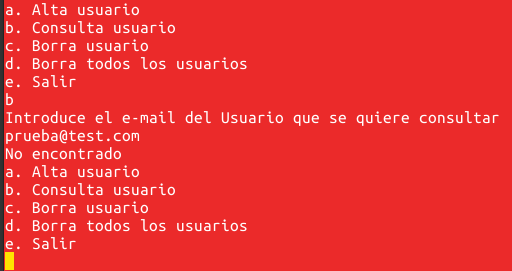 a. Alta usuario
b. Consulta usuario
c. Borra usuario
d. Borra todos los usuarios
e. Salir
b
Introduce el e-mail del Usuario que se quiere consultar
prueba@test.com
No encontrado
a. Alta usuario
b. Consulta usuario
c. Borra usuario
d. Borra todos los usuarios
e. Salir